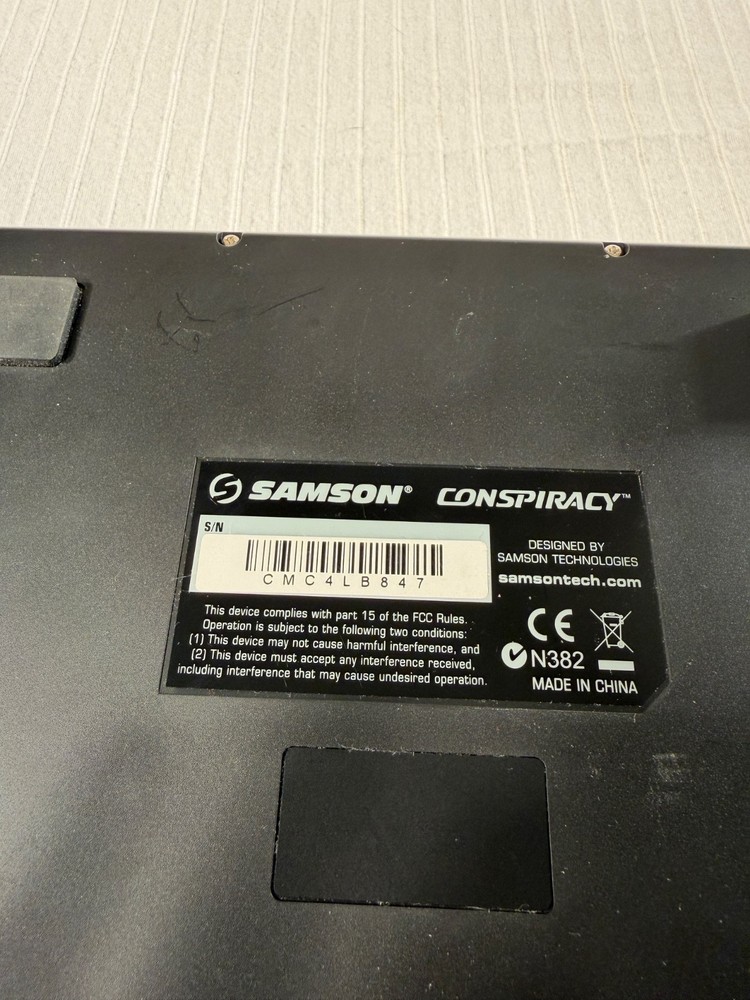 SAMSON® CONSPIRACY™
S/N
CMC4LB847
DESIGNED BY
SAMSON TECHNOLOGIES
samsontech.com
This device complies with part 15 of the FCC Rules.
Operation is subject to the following two conditions:
(1) This device may not cause harmful interference, and
(2) This device must accept any interference received,
including interference that may cause undesired operation.
CE
N382
MADE IN CHINA